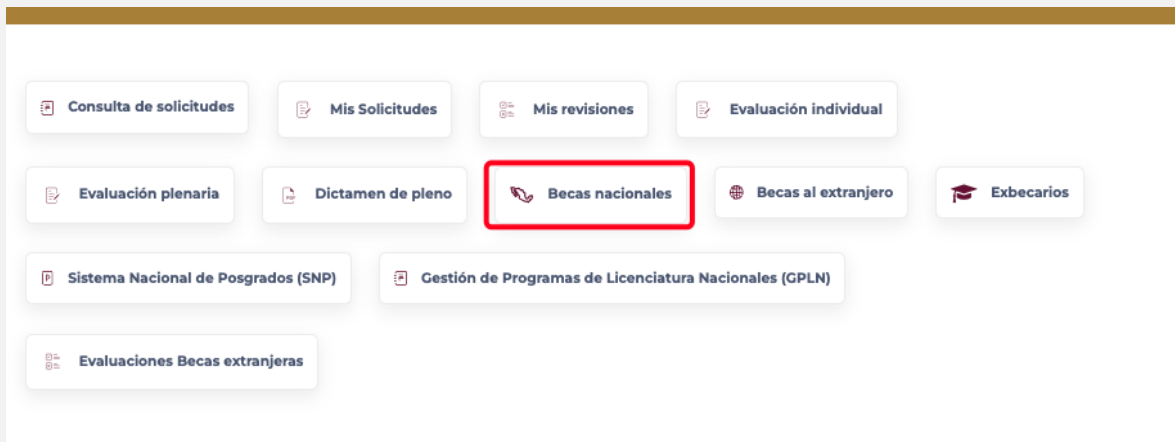 Consulta de solicitudes
Mis Solicitudes
Mis revisiones
Evaluación individual
Evaluación plenaria
Dictamen de pleno
Becas nacionales
Becas al extranjero
Exbecarios
Sistema Nacional de Posgrados (SNP)
Gestión de Programas de Licenciatura Nacionales (GPLN)
Evaluaciones Becas extranjeras